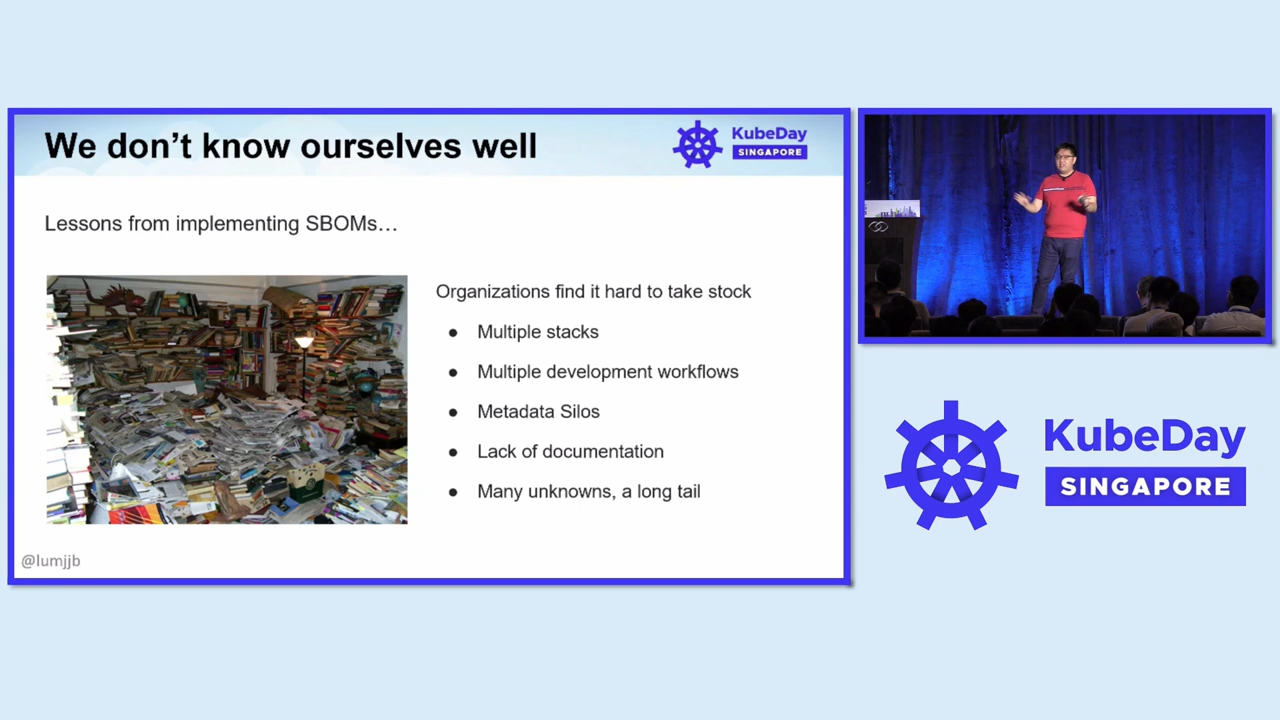 We don't know ourselves well
KubeDay
SINGAPORE
Lessons from implementing SBOMs…
Organizations find it hard to take stock
● Multiple stacks
● Multiple development workflows
● Metadata Silos
● Lack of documentation
● Many unknowns, a long tail
@lumjjb
KubeDay
SINGAPORE